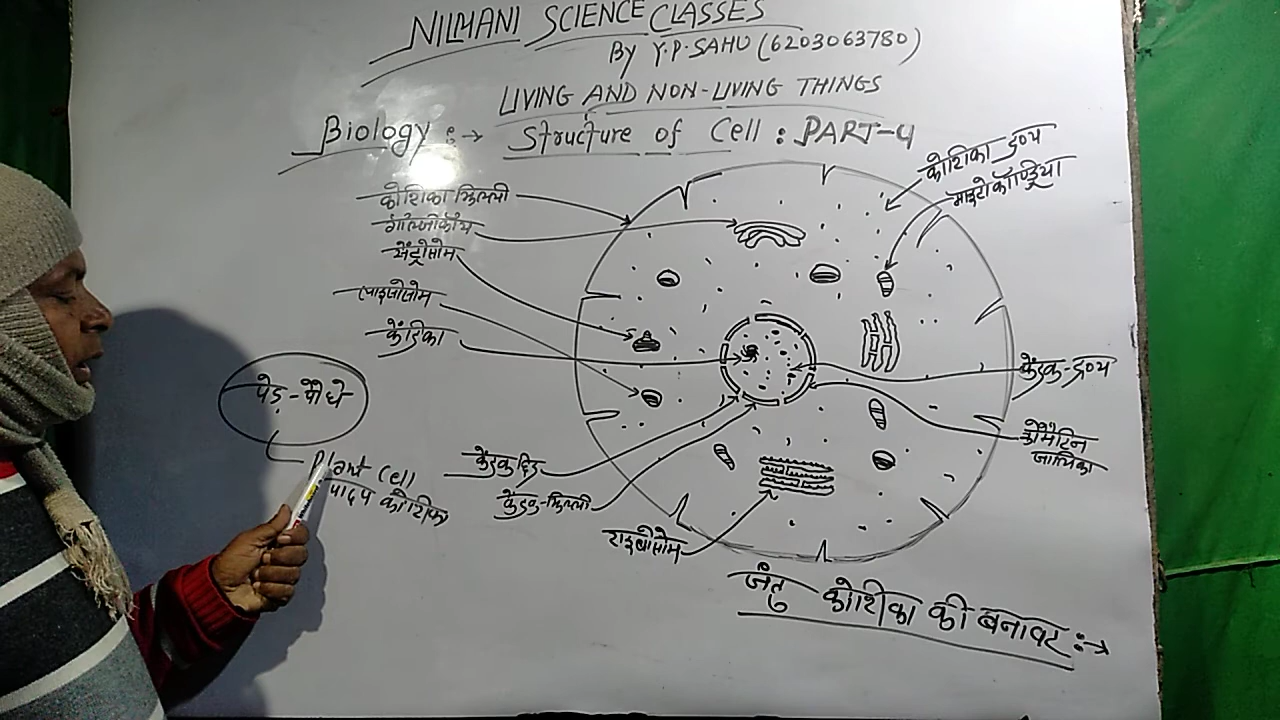 NILMANI SCIENCE CLASSES
BY Y.P.SAHU (6203063780)
LIVING AND NON-LIVING THINGS
Biology :→ Structure of Cell : PART-4
कोशिका द्रव्य
माइटोकॉण्ड्रिया
कोशिका झिल्ली
गॉल्जीकाय
सेंट्रोसोम
लाइसोसोम
केंद्रिका
केंद्रक-द्रव्य
क्रोमेटिन
जालिका
पेड़-पौधे
Plant Cell
पादप कोशिका
केंद्रक छिद्र
केंद्रक-झिल्ली
राइबोसोम
जंतु कोशिका की बनावट :→